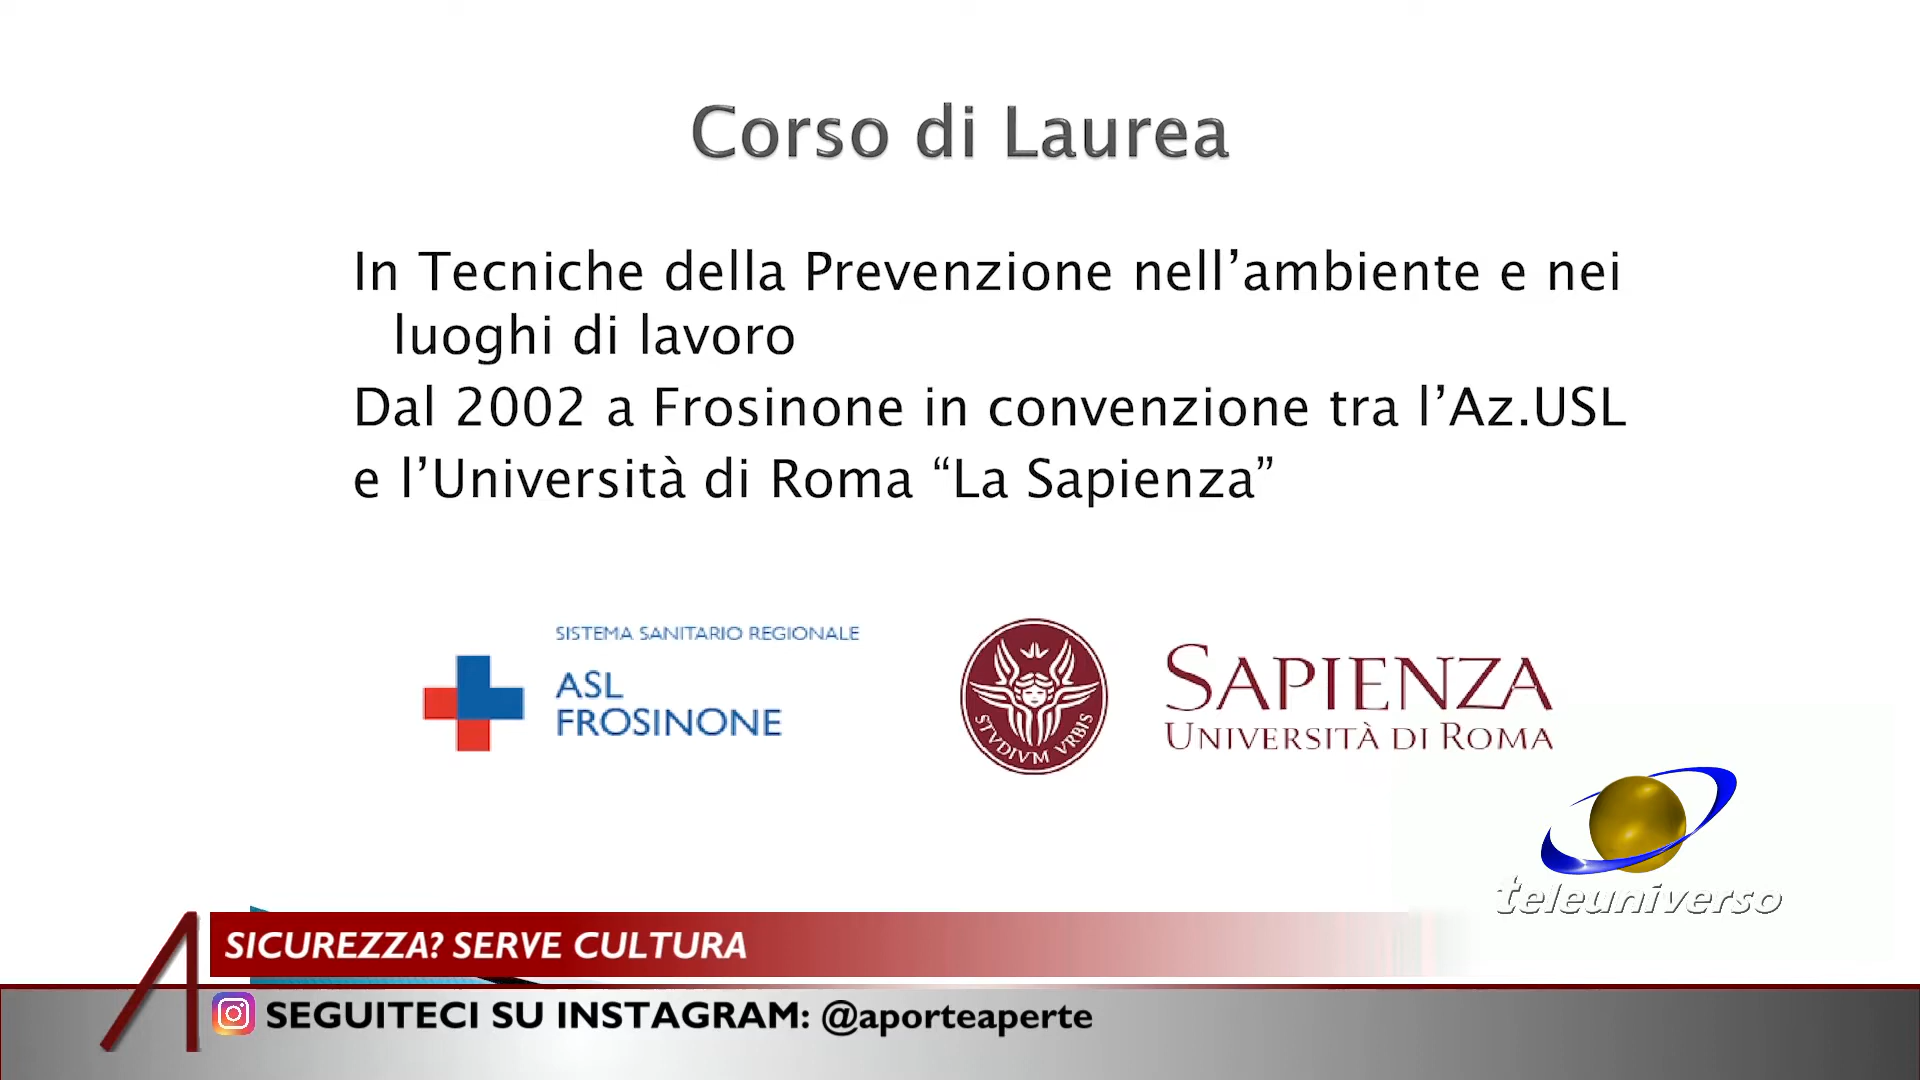 Corso di Laurea
In Tecniche della Prevenzione nell’ambiente e nei
luoghi di lavoro
Dal 2002 a Frosinone in convenzione tra l’Az.USL
e l’Università di Roma “La Sapienza”
SISTEMA SANITARIO REGIONALE
ASL
FROSINONE
STVDIVM VRBIS
SAPIENZA
UNIVERSITÀ DI ROMA
teleuniverso
A
SICUREZZA? SERVE CULTURA
SEGUITECI SU INSTAGRAM: @aporteaperte